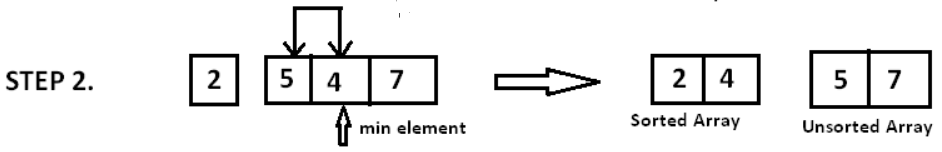 STEP 2.
2 5 4 7
min element
2 4
Sorted Array
5 7
Unsorted Array